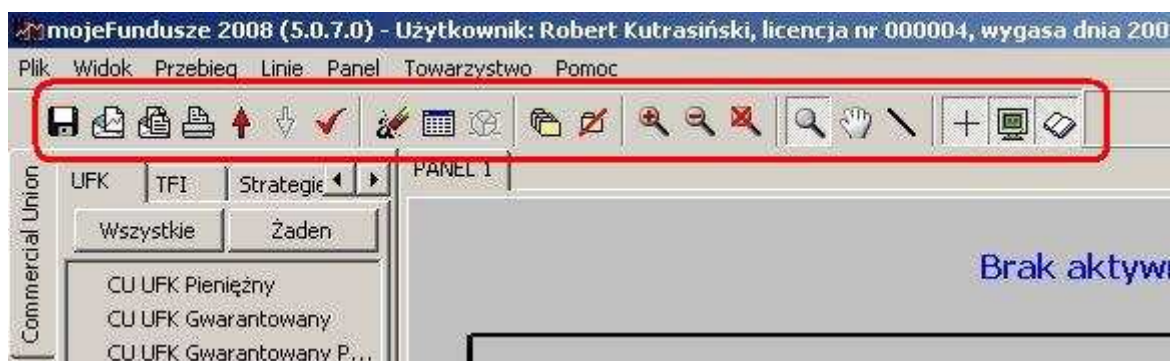 mojeFundusze 2008 (5.0.7.0) - Użytkownik: Robert Kutrasiński, licencja nr 000004, wygasa dnia 200
Plik Widok Przebieg Linie Panel Towarzystwo Pomoc
Commercial Union
UFK TFI Strategie
PANEL 1
Wszystkie Żaden
Brak aktywn
CU UFK Pieniężny
CU UFK Gwarantowany
CU UFK Gwarantowany P...